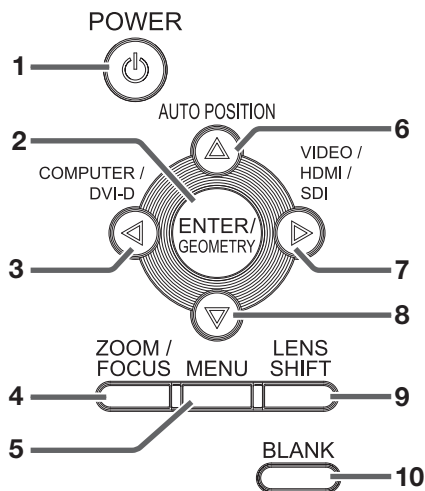 POWER
1
AUTO POSITION
2
6
COMPUTER /
DVI-D
VIDEO /
HDMI /
SDI
ENTER/
GEOMETRY
3
7
8
ZOOM /
FOCUS
MENU
LENS
SHIFT
4
9
5
BLANK
10